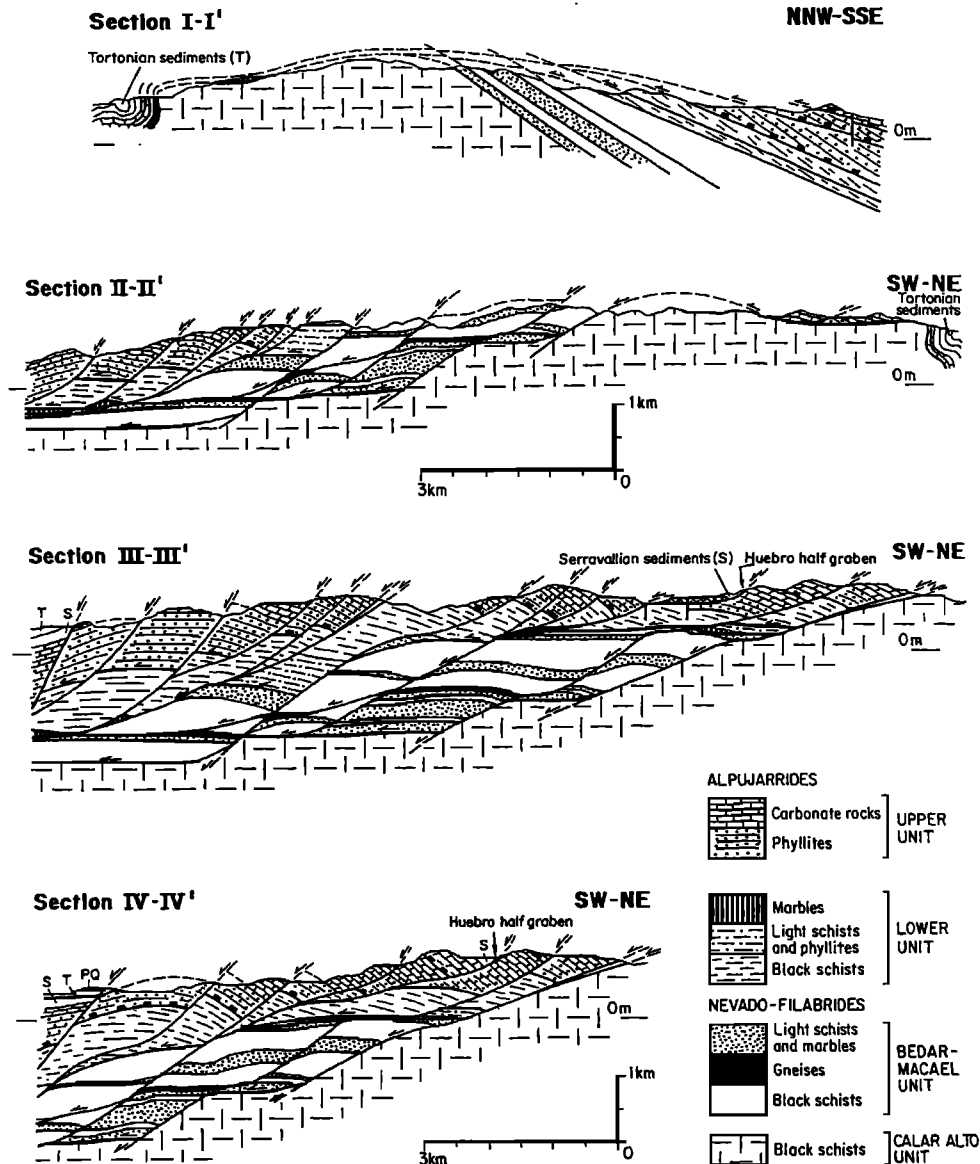 Section I-I'
NNW-SSE
Tortonian sediments (T)
0m
Section II-II'
SW-NE
Tortonian
sediments
0m
1km
3km
0
Section III-III'
SW-NE
Serravallian sediments (S)
Huebro half graben
T
S
0m
ALPUJARRIDES
Carbonate rocks
Phyllites
UPPER
UNIT
Marbles
Light schists
and phyllites
Black schists
LOWER
UNIT
NEVADO-FILABRIDES
Light schists
and marbles
Gneises
Black schists
BEDAR-
MACAEL
UNIT
Black schists
CALAR ALTO
UNIT
Section IV-IV'
SW-NE
Huebro half graben
S
S T PQ
0m
1km
3km
0